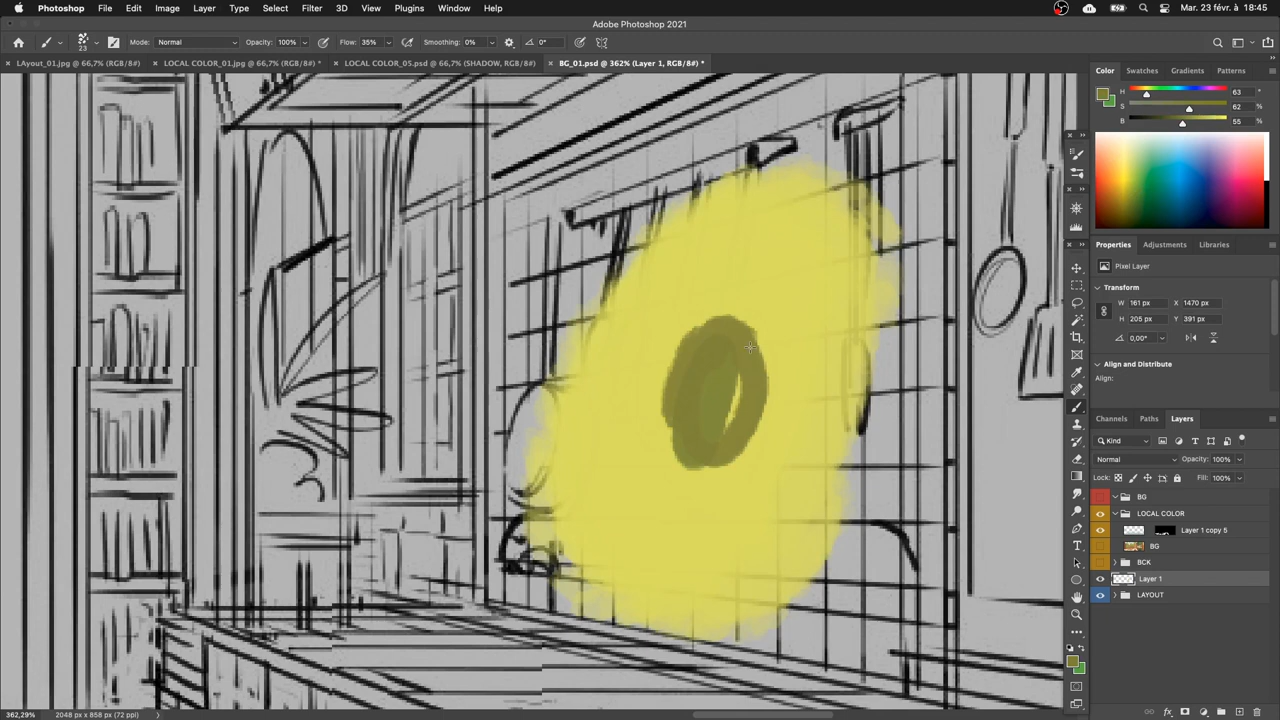 Photoshop File Edit Image Layer Type Select Filter 3D View Plugins Window Help Mar. 23 févr à 18:45
Adobe Photoshop 2021
23 Mode: Normal Opacity: 100% Flow: 35% Smoothing: 0% 0°
LAyout_01.jpg @ 66,7% (RGB/8#) LOCAL COLOR_01.jpg @ 66,7% (RGB/8#) * LOCAL COLOR_05.psd @ 66,7% (SHADOW, RGB/8#) BG_01.psd @ 362% (Layer 1, RGB/8#) *
Color Swatches Gradients Patterns
H 63 °
S 62 %
B 55 %
Properties Adjustments Libraries
Pixel Layer
Transform
W 161 px X 1470 px
H 205 px Y 391 px
0,00°
Align and Distribute
Align:
Channels Paths Layers
Kind
Normal Opacity: 100%
Lock: Fill: 100%
BG
LOCAL COLOR
Layer 1 copy 5
BG
BCK
Layer 1
LAYOUT
362,29% 2048 px x 858 px (72 ppi)